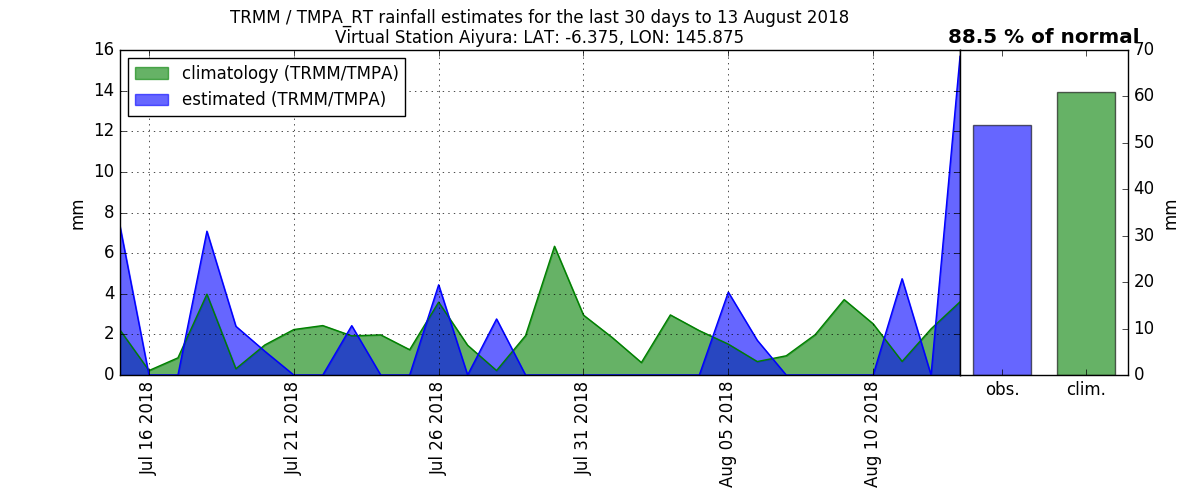 TRMM / TMPA_RT rainfall estimates for the last 30 days to 13 August 2018
Virtual Station Aiyura: LAT: -6.375, LON: 145.875
88.5 % of normal
climatology (TRMM/TMPA)
estimated (TRMM/TMPA)
16
14
12
10
8
6
4
2
0
mm
Jul 16 2018
Jul 21 2018
Jul 26 2018
Jul 31 2018
Aug 05 2018
Aug 10 2018
70
60
50
40
30
20
10
0
mm
obs.
clim.